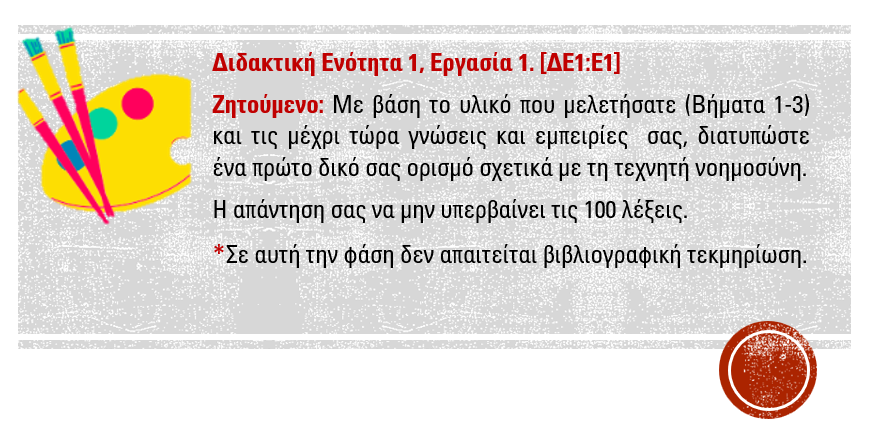 Διδακτική Ενότητα 1, Εργασία 1. [ΔΕ1:Ε1]
Ζητούμενο: Με βάση το υλικό που μελετήσατε (Βήματα 1-3)
και τις μέχρι τώρα γνώσεις και εμπειρίες σας, διατυπώστε
ένα πρώτο δικό σας ορισμό σχετικά με τη τεχνητή νοημοσύνη.
Η απάντηση σας να μην υπερβαίνει τις 100 λέξεις.
*Σε αυτή την φάση δεν απαιτείται βιβλιογραφική τεκμηρίωση.